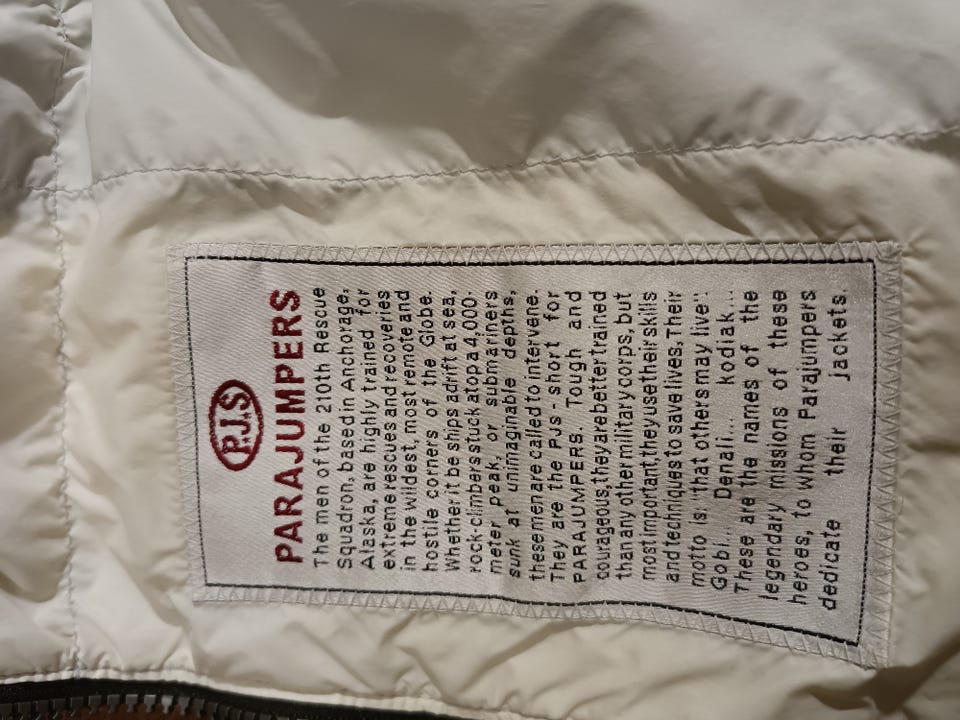 P.J.S
PARAJUMPERS
The men of the 210th Rescue
Squadron, based in Anchorage,
Alaska, are highly trained for
extreme rescues and recoveries
in the wildest, most remote and
hostile corners of the Globe.
Whether it be ships adrift at sea,
rock-climbers stuck atop a 4,000.
meter peak, or submariners
sunk at unimaginable depths,
these men are called to intervene.
They are the PJs - short for
PARAJUMPERS. Tough and
courageous, they are better trained
than any other military corps, but
most important, they use their skills
and techniques to save lives, Their
motto is "that others may live".
Gobi.. Denali... kodiak...
These are the names of the
legendary missions of these
heroes, to whom Parajumpers
dedicate their jackets.